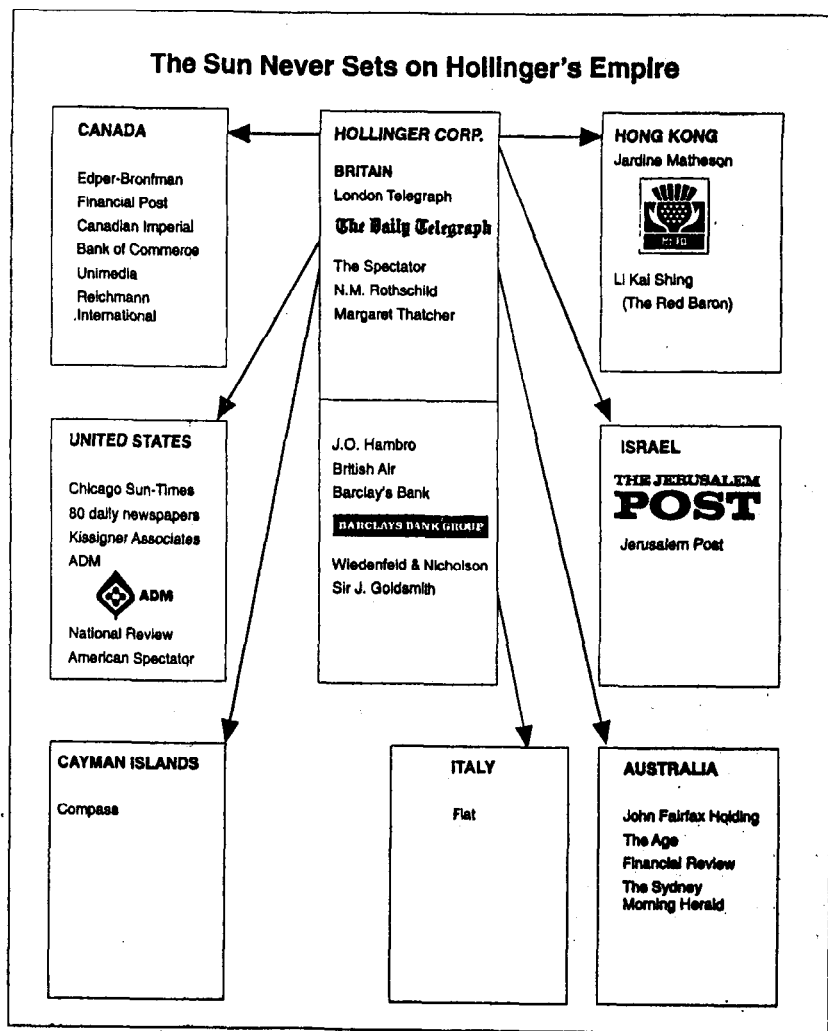 The Sun Never Sets on Hollinger's Empire
CANADA
Edper-Bronfman
Financial Post
Canadian Imperial
Bank of Commerce
Unimedia
Reichmann
International
HOLLINGER CORP.
BRITAIN
London Telegraph
The Daily Telegraph
The Spectator
N.M. Rothschild
Margaret Thatcher
J.O. Hambro
British Air
Barclay's Bank
BARCLAYS BANK GROUP
Wiedenfeld & Nicholson
Sir J. Goldsmith
HONG KONG
Jardine Matheson
Li Kai Shing
(The Red Baron)
UNITED STATES
Chicago Sun-Times
80 daily newspapers
Kissigner Associates
ADM
ADM
National Review
American Spectator
ISRAEL
THE JERUSALEM
POST
Jerusalem Post
CAYMAN ISLANDS
Compass
ITALY
Fiat
AUSTRALIA
John Fairfax Holding
The Age
Financial Review
The Sydney
Morning Herald